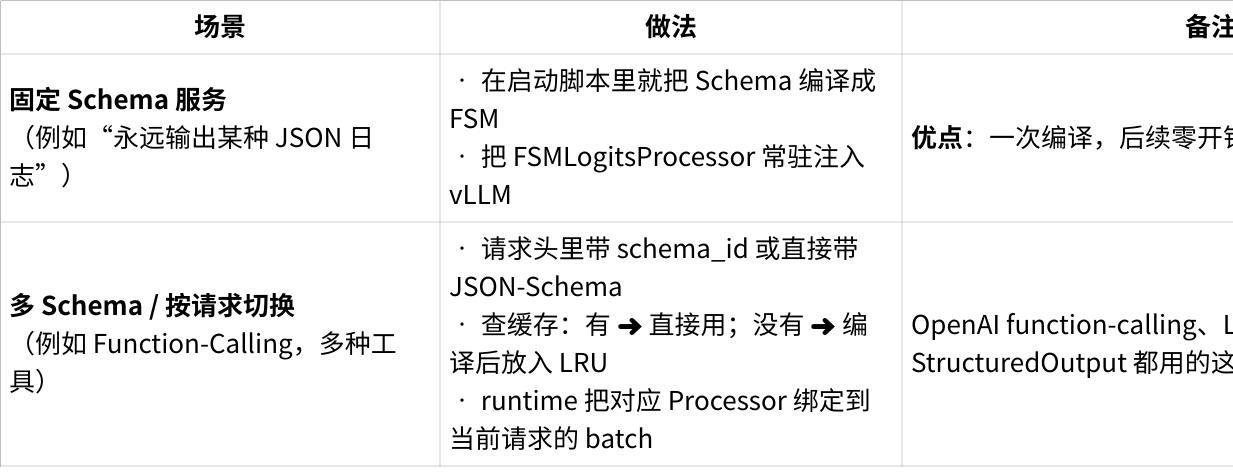 场景
做法
备注
固定 Schema 服务
（例如“永远输出某种 JSON 日
志”）
· 在启动脚本里就把 Schema 编译成
FSM
· 把 FSMLogitsProcessor 常驻注入
vLLM
优点：一次编译，后续零开
多 Schema / 按请求切换
（例如 Function-Calling，多种工
具）
· 请求头里带 schema_id 或直接带
JSON-Schema
· 查缓存：有 ➜ 直接用；没有 ➜ 编
译后放入 LRU
· runtime 把对应 Processor 绑定到
当前请求的 batch
OpenAI function-calling、L
StructuredOutput 都用的这